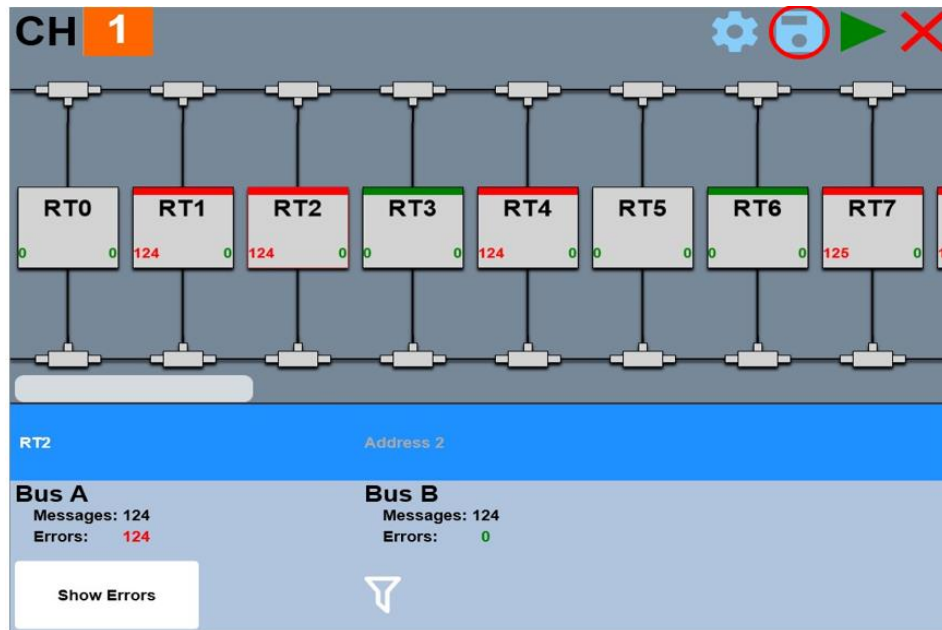 CH 1
RT0 RT1 RT2 RT3 RT4 RT5 RT6 RT7
0 0 124 0 124 0 0 0 124 0 0 0 0 0 125 0
RT2 Address 2
Bus A Bus B
Messages: 124 Messages: 124
Errors: 124 Errors: 0
Show Errors